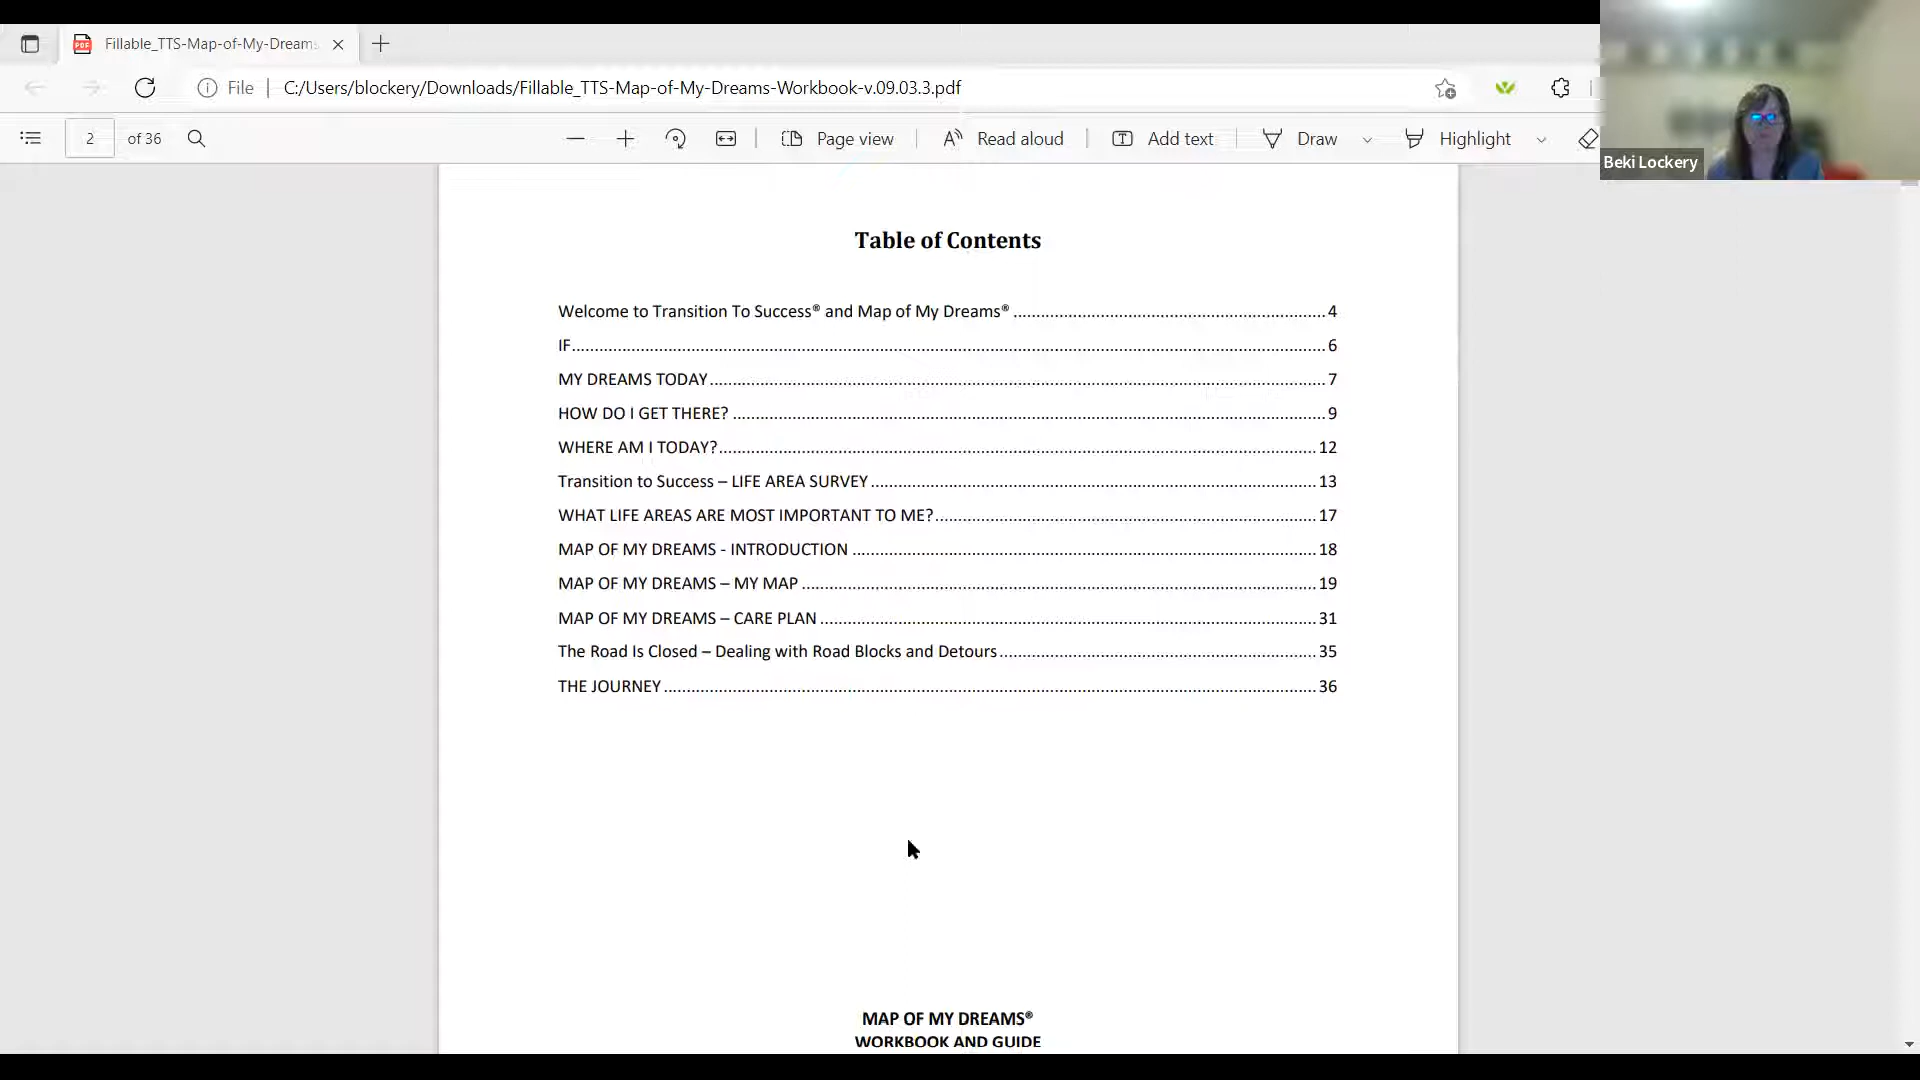 Fillable_TTS-Map-of-My-Dreams
File
C:/Users/blockery/Downloads/Fillable_TTS-Map-of-My-Dreams-Workbook-v.09.03.3.pdf
2 of 36
Page view
Read aloud
Add text
Draw
Highlight
Beki Lockery
Table of Contents
Welcome to Transition To Success® and Map of My Dreams® ........ 4
IF........ 6
MY DREAMS TODAY ........ 7
HOW DO I GET THERE? ........ 9
WHERE AM I TODAY? ........ 12
Transition to Success – LIFE AREA SURVEY ........ 13
WHAT LIFE AREAS ARE MOST IMPORTANT TO ME? ........ 17
MAP OF MY DREAMS - INTRODUCTION ........ 18
MAP OF MY DREAMS – MY MAP ........ 19
MAP OF MY DREAMS – CARE PLAN ........ 31
The Road Is Closed – Dealing with Road Blocks and Detours ........ 35
THE JOURNEY ........ 36
MAP OF MY DREAMS®
WORKBOOK AND GUIDE